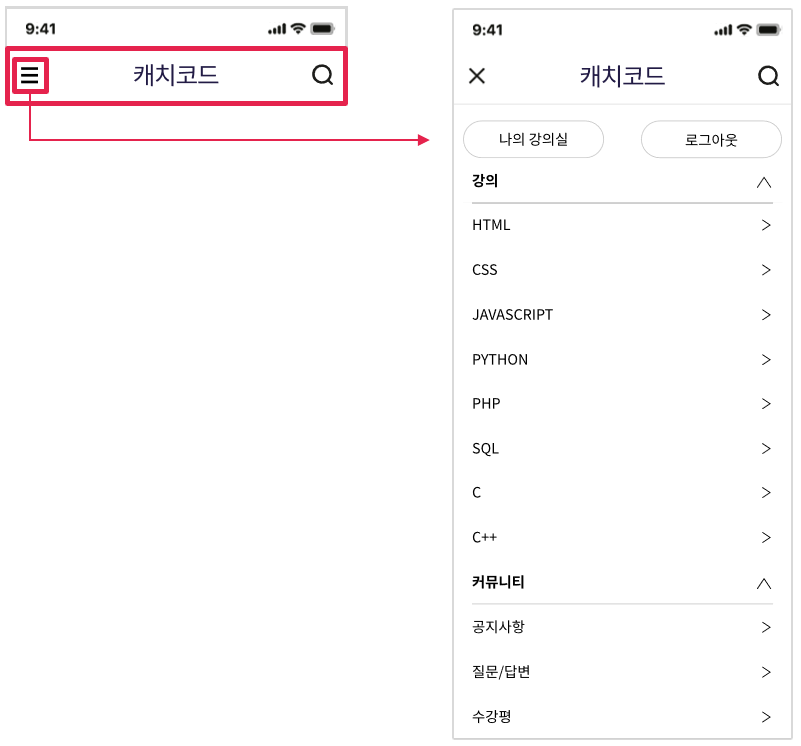 9:41
캐치코드
9:41
캐치코드
나의 강의실
로그아웃
강의
HTML
CSS
JAVASCRIPT
PYTHON
PHP
SQL
C
C++
커뮤니티
공지사항
질문/답변
수강평